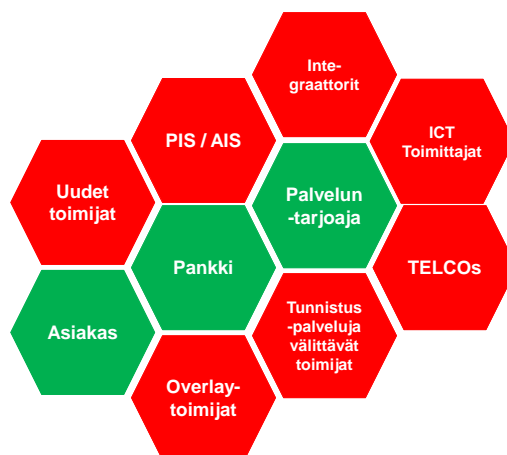 Inte-
graattorit
PIS / AIS
ICT
Toimittajat
Uudet
toimijat
Palvelun
-tarjoaja
Pankki
TELCOs
Asiakas
Tunnistus
-palveluja
välittävät
toimijat
Overlay-
toimijat